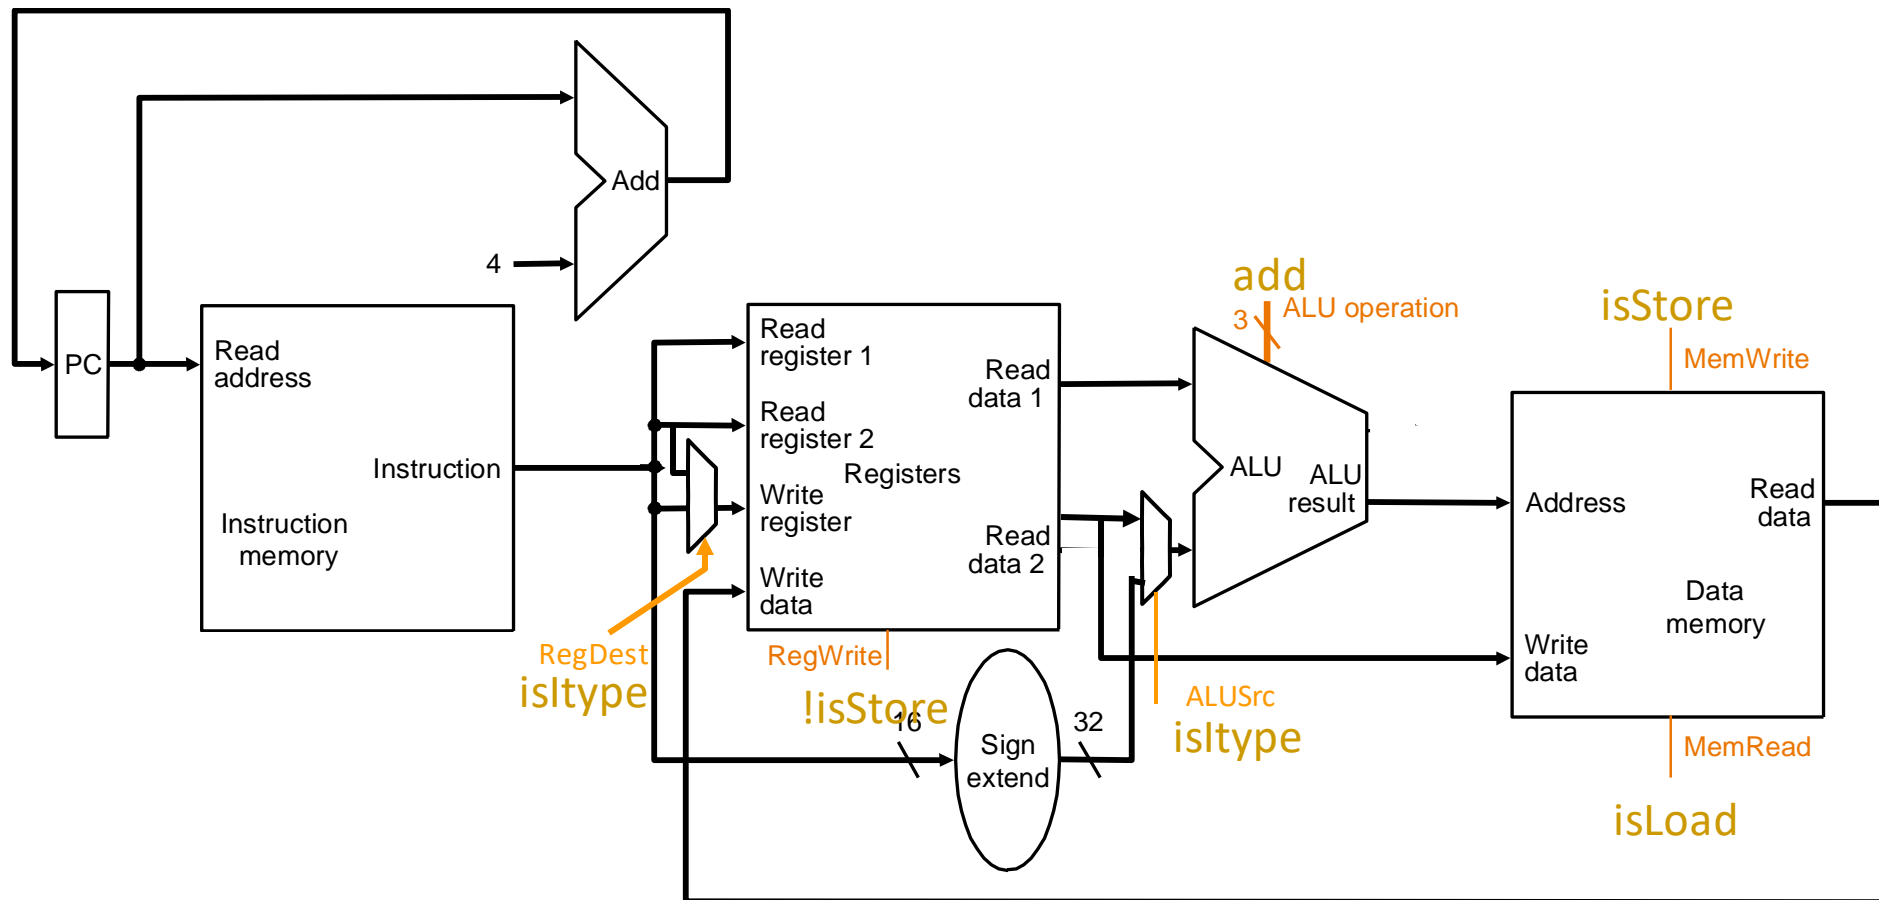 Add
4
PC
Read
address
Instruction
Instruction
memory
Read
register 1
Read
register 2
Registers
Write
register
Write
data
Read
data 1
Read
data 2
RegDest
isItype
RegWrite
!isStore
16
Sign
extend
32
ALUSrc
isItype
add
3
ALU operation
ALU
ALU
result
isStore
MemWrite
Address
Read
data
Data
memory
Write
data
MemRead
isLoad